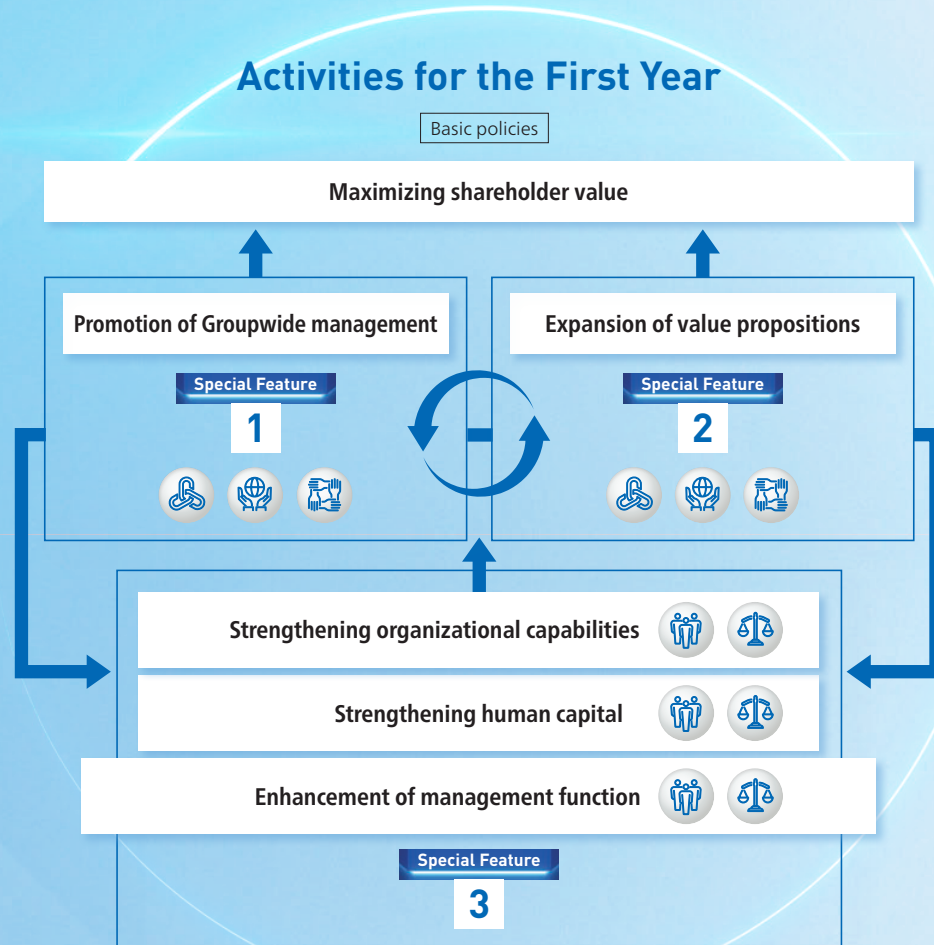 Activities for the First Year
Basic policies
Maximizing shareholder value
Promotion of Groupwide management
Special Feature
1
Expansion of value propositions
Special Feature
2
Strengthening organizational capabilities
Strengthening human capital
Enhancement of management function
Special Feature
3